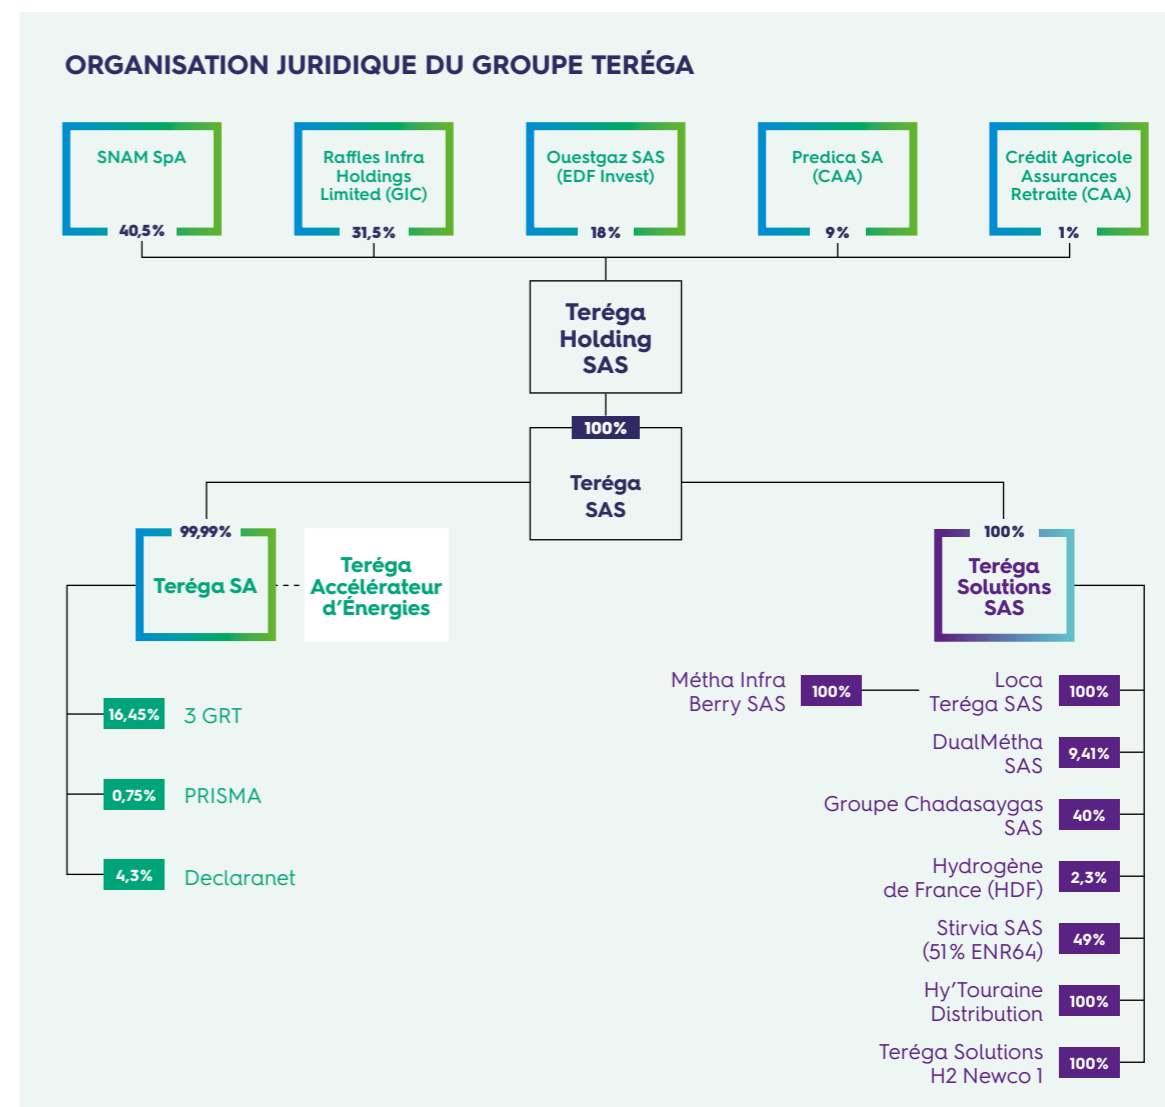 ORGANISATION JURIDIQUE DU GROUPE TERÉGA
SNAM SpA
40,5%
Raffles Infra
Holdings
Limited (GIC)
31,5%
Ouestgaz SAS
(EDF Invest)
18%
Predica SA
(CAA)
9%
Crédit Agricole
Assurances
Retraite (CAA)
1%
Teréga
Holding
SAS
100%
Teréga
SAS
99,99%
Teréga SA
Teréga
Accélérateur
d’Énergies
16,45%
3 GRT
0,75%
PRISMA
4,3%
Declaranet
100%
Teréga
Solutions
SAS
Métha Infra
Berry SAS
100%
Loca
Teréga SAS
100%
DualMétha
SAS
9,41%
Groupe Chadasaygas
SAS
40%
Hydrogène
de France (HDF)
2,3%
Stirvia SAS
(51% ENR64)
49%
Hy’Touraine
Distribution
100%
Teréga Solutions
H2 Newco 1
100%